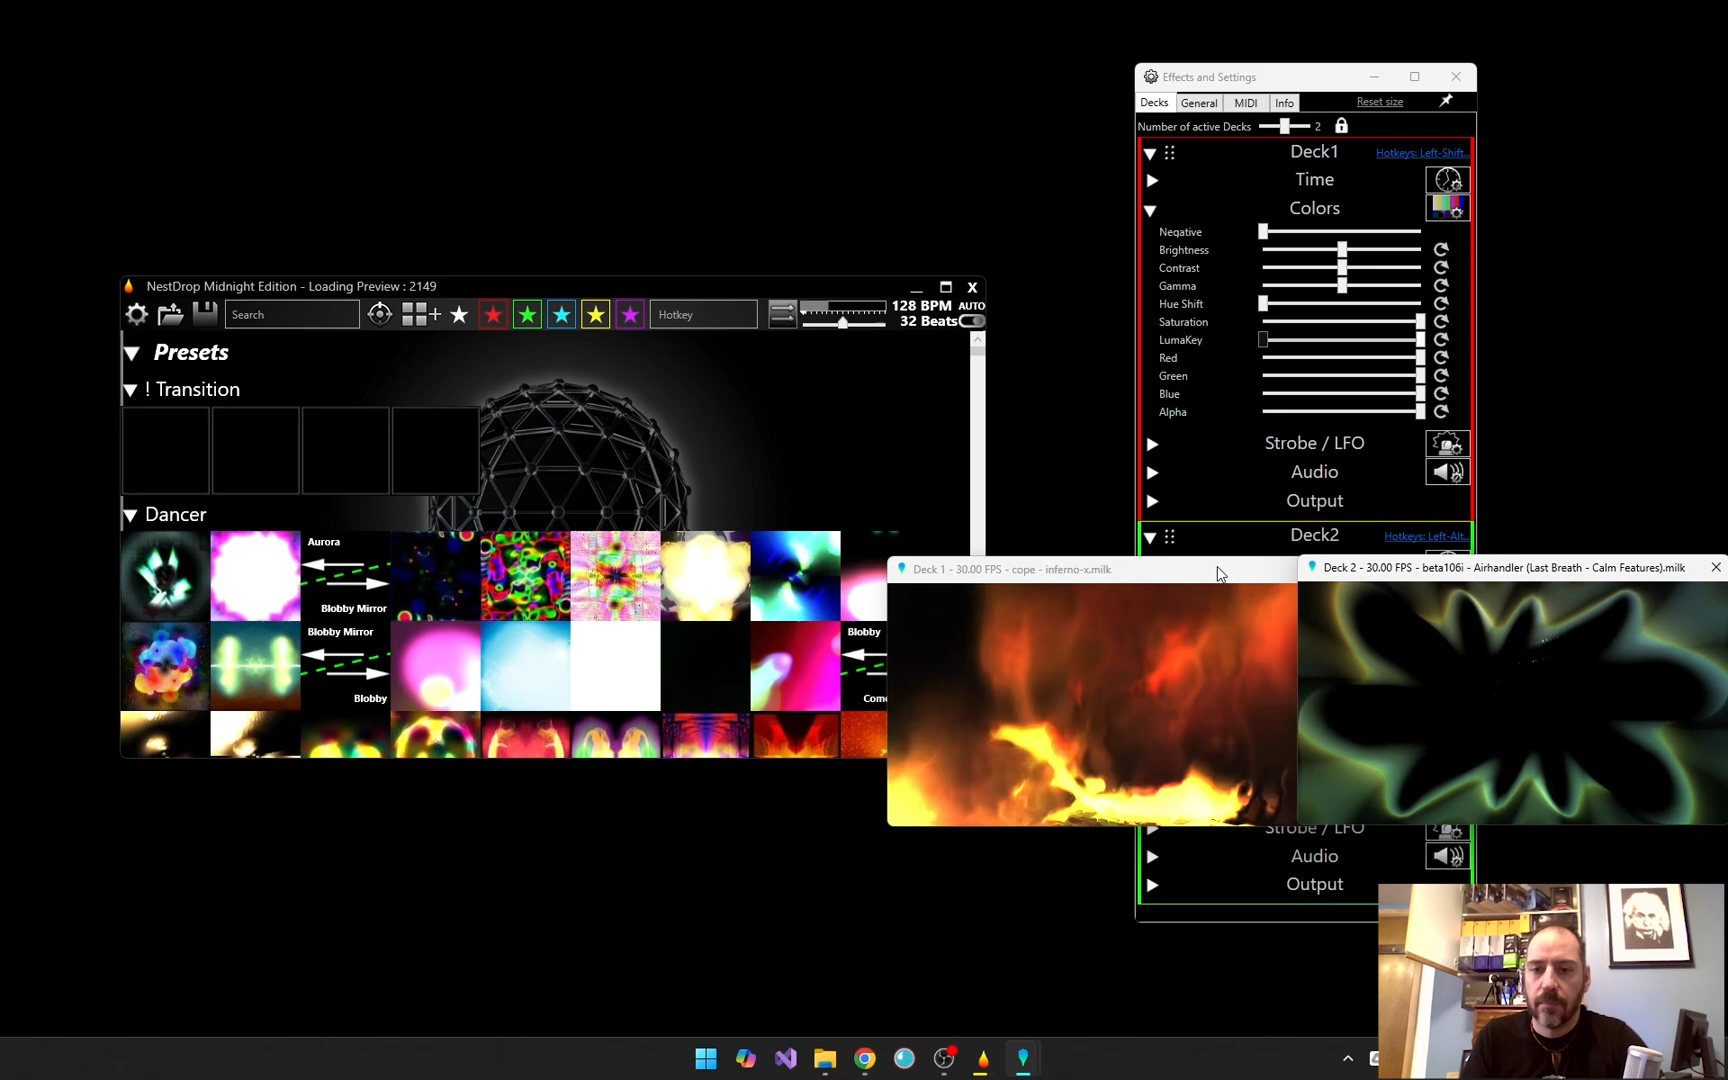 Effects and Settings
Decks General MIDI Info Reset size
Number of active Decks 2
Deck1 Hotkeys: Left-Shift...
Time
Colors
Negative
Brightness
Contrast
Gamma
Hue Shift
Saturation
LumaKey
Red
Green
Blue
Alpha
Strobe / LFO
Audio
Output
Deck2 Hotkeys: Left-Alt...
Strobe / LFO
Audio
Output
NestDrop Midnight Edition - Loading Preview : 2149
Search
Hotkey
128 BPM AUTO
32 Beats
Presets
! Transition
Dancer
Aurora
Blobby Mirror
Blobby Mirror
Blobby
Blobby
Com
Deck 1 - 30.00 FPS - cope - inferno-x.milk
Deck 2 - 30.00 FPS - beta106i - Airhandler (Last Breath - Calm Features).milk